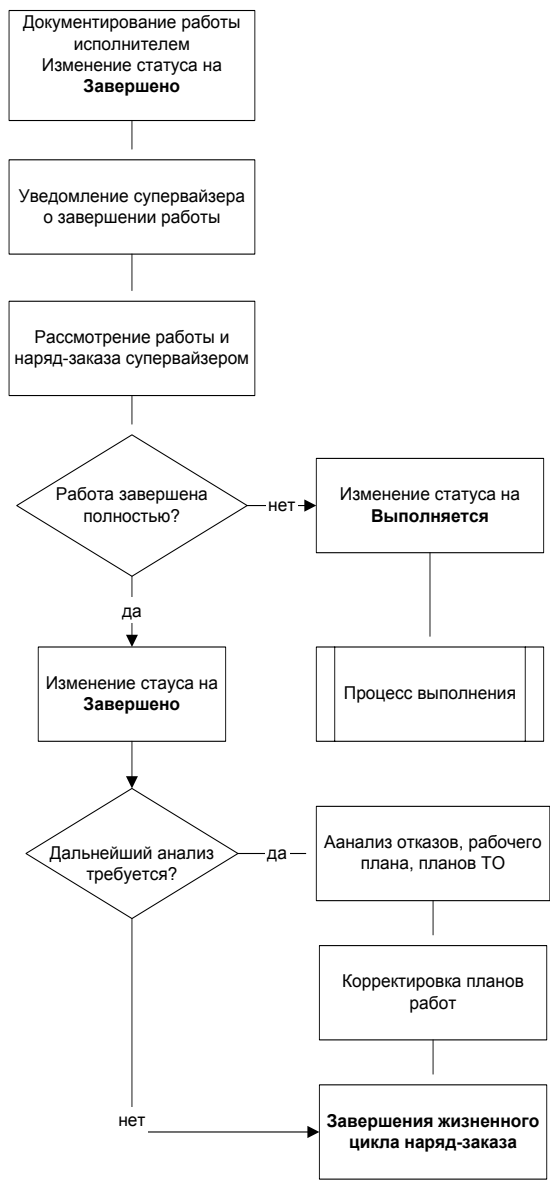 Документирование работы
исполнителем
Изменение статуса на
Завершено
Уведомление супервайзера
о завершении работы
Рассмотрение работы и
наряд-заказа супервайзером
Работа завершена
полностью?
нет
Изменение статуса на
Выполняется
да
Процесс выполнения
Изменение стауса на
Завершено
Дальнейший анализ
требуется?
да
Аанализ отказов, рабочего
плана, планов ТО
Корректировка планов
работ
нет
Завершения жизненного
цикла наряд-заказа